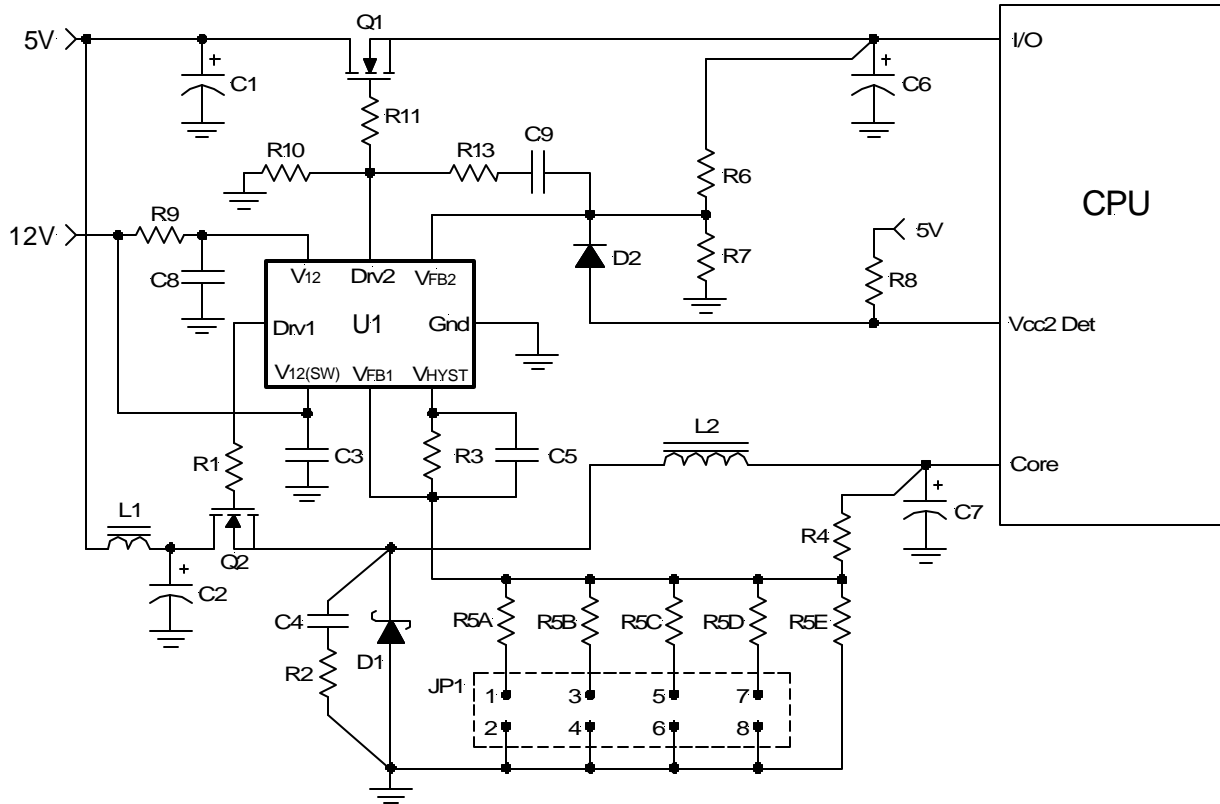 Q1
5V
I/O
C1
C6
R11
C9
R10
R13
R6
CPU
R9
12V
5V
D2
R7
C8
R8
V12
Drv2
VFB2
Drv1
U1
Gnd
Vcc2 Det
V12(SW)
VFB1
VHYST
L2
R1
C3
R3
C5
Core
L1
C7
R4
Q2
C2
C4
R5A
R5B
R5C
R5D
R5E
D1
R2
JP1
1
3
5
7
2
4
6
8
+
+
+
+